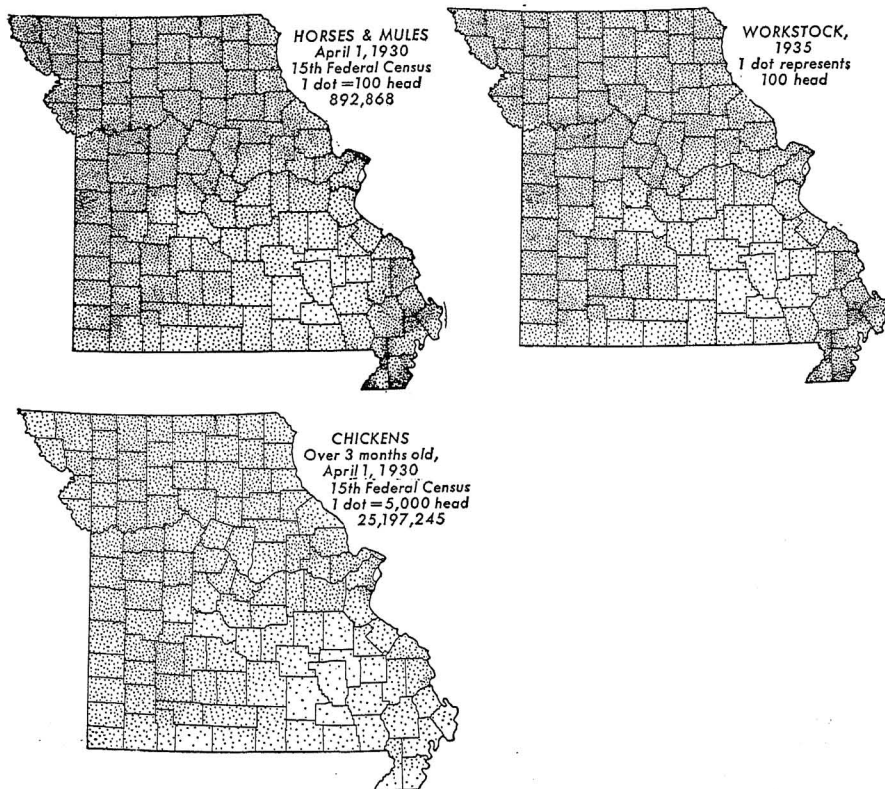 HORSES & MULES
April 1, 1930
15th Federal Census
1 dot = 100 head
892,868
WORKSTOCK,
1935
1 dot represents
100 head
CHICKENS
Over 3 months old,
April 1, 1930
15th Federal Census
1 dot = 5,000 head
25,197,245